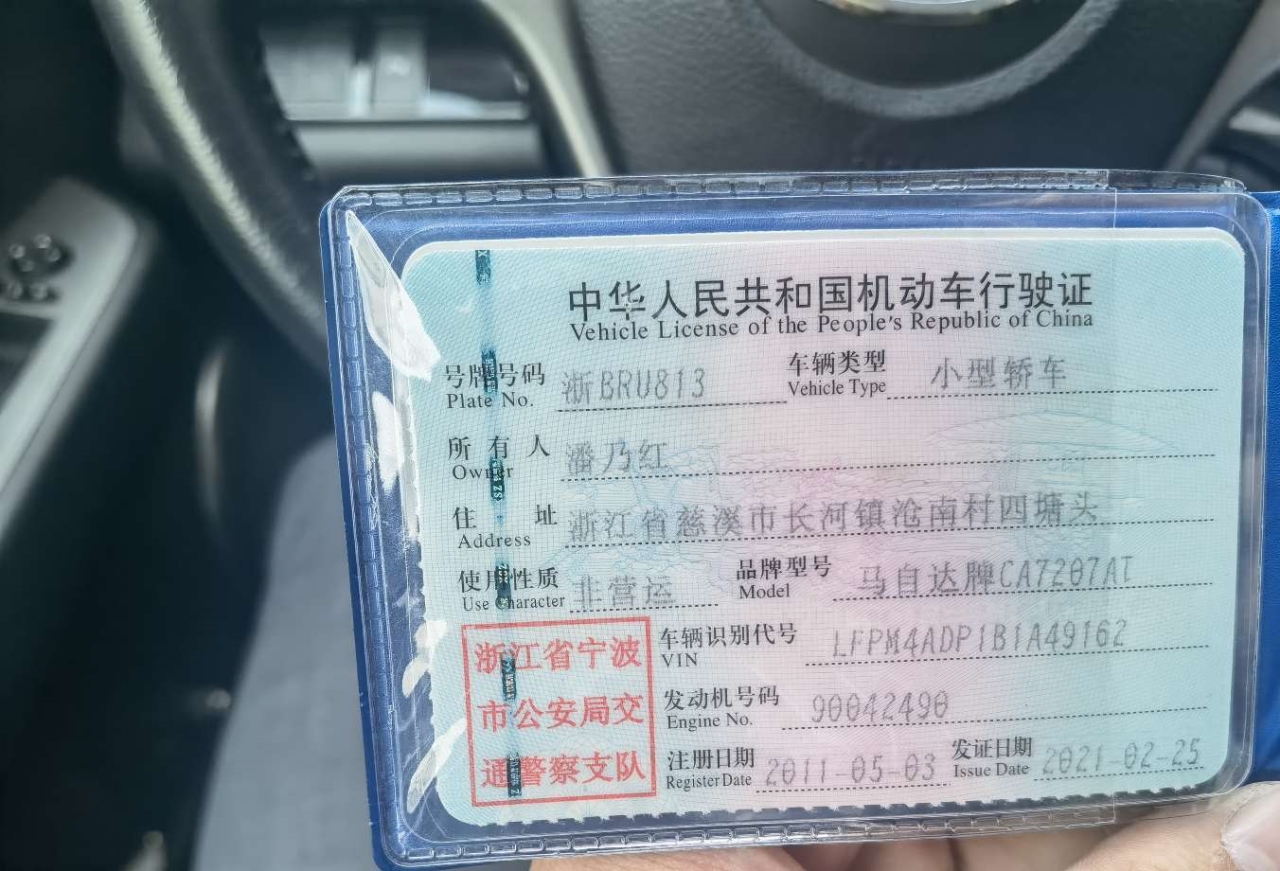 中华人民共和国机动车行驶证
Vehicle License of the People's Republic of China
号牌号码 浙BRU813 车辆类型 小型轿车
Plate No. Vehicle Type
所有人 潘乃红
Owner
住址 浙江省慈溪市长河镇沧南村四塘头
Address
使用性质 非营运 品牌型号 马自达牌CA7207AT
Use Character Model
浙江省宁波
市公安局交
通警察支队
车辆识别代号 LFPM4ADP1B1A49162
VIN
发动机号码 90042490
Engine No.
注册日期 2011-05-03 发证日期 2021-02-25
Register Date Issue Date